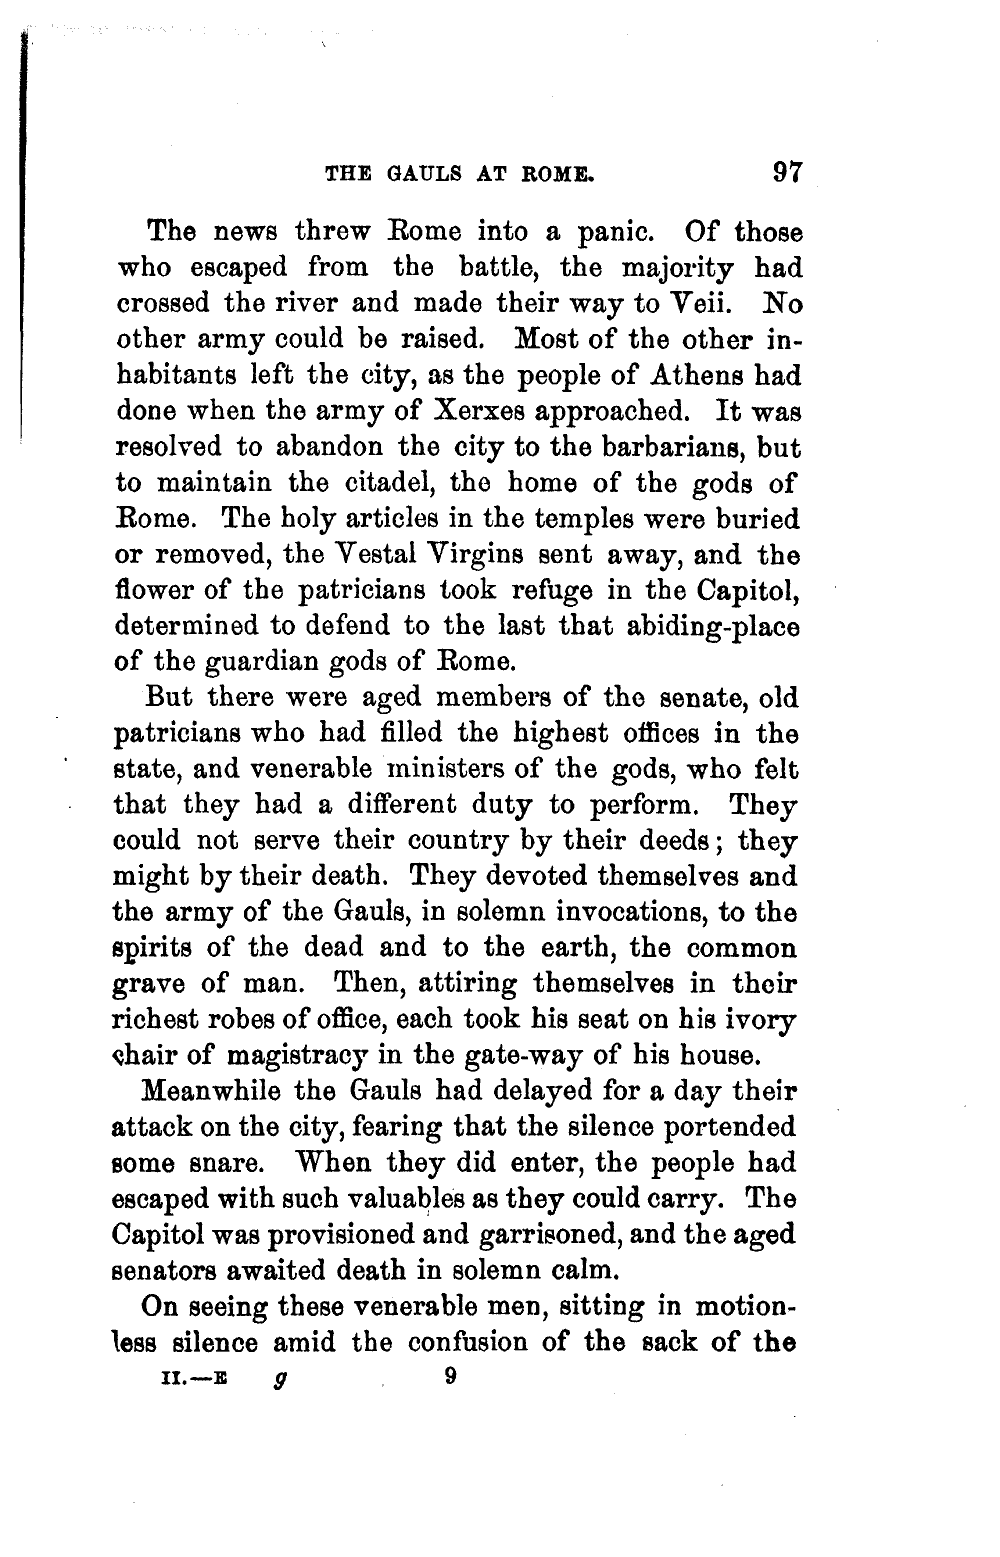 THE GAULS AT ROME. 97
The news threw Rome into a panic. Of those
who escaped from the battle, the majority had
crossed the river and made their way to Veii. No
other army could be raised. Most of the other in-
habitants left the city, as the people of Athens had
done when the army of Xerxes approached. It was
resolved to abandon the city to the barbarians, but
to maintain the citadel, the home of the gods of
Rome. The holy articles in the temples were buried
or removed, the Vestal Virgins sent away, and the
flower of the patricians took refuge in the Capitol,
determined to defend to the last that abiding-place
of the guardian gods of Rome.
But there were aged members of the senate, old
patricians who had filled the highest offices in the
state, and venerable ministers of the gods, who felt
that they had a different duty to perform. They
could not serve their country by their deeds; they
might by their death. They devoted themselves and
the army of the Gauls, in solemn invocations, to the
spirits of the dead and to the earth, the common
grave of man. Then, attiring themselves in their
richest robes of office, each took his seat on his ivory
chair of magistracy in the gate-way of his house.
Meanwhile the Gauls had delayed for a day their
attack on the city, fearing that the silence portended
some snare. When they did enter, the people had
escaped with such valuables as they could carry. The
Capitol was provisioned and garrisoned, and the aged
senators awaited death in solemn calm.
On seeing these venerable men, sitting in motion-
less silence amid the confusion of the sack of the
II.—E g 9